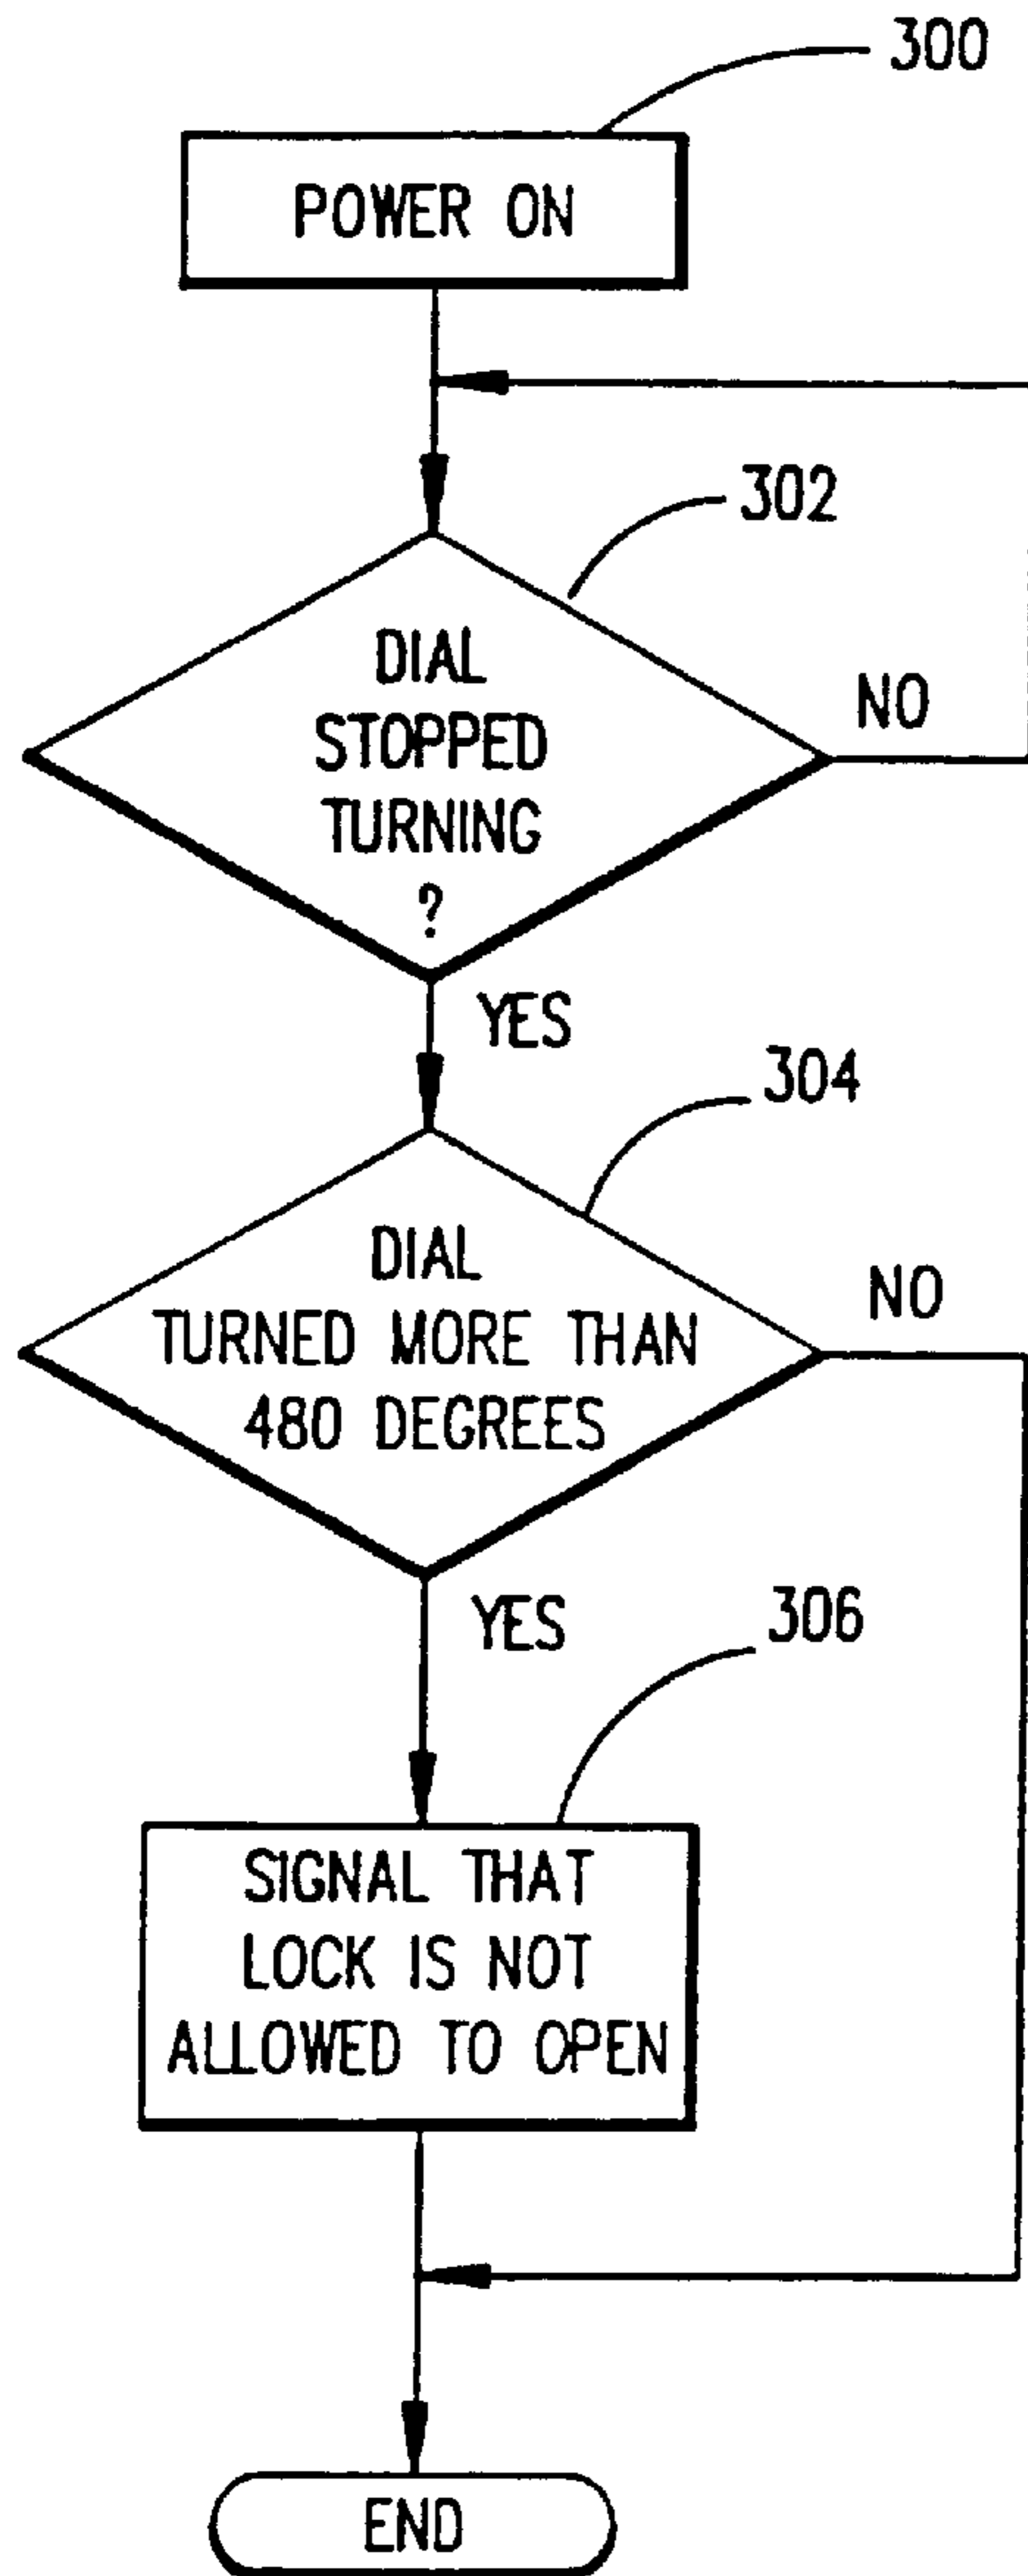 300
POWER ON
302
DIAL
STOPPED
TURNING
?
NO
YES
304
DIAL
TURNED MORE THAN
480 DEGREES
NO
YES
306
SIGNAL THAT
LOCK IS NOT
ALLOWED TO OPEN
END